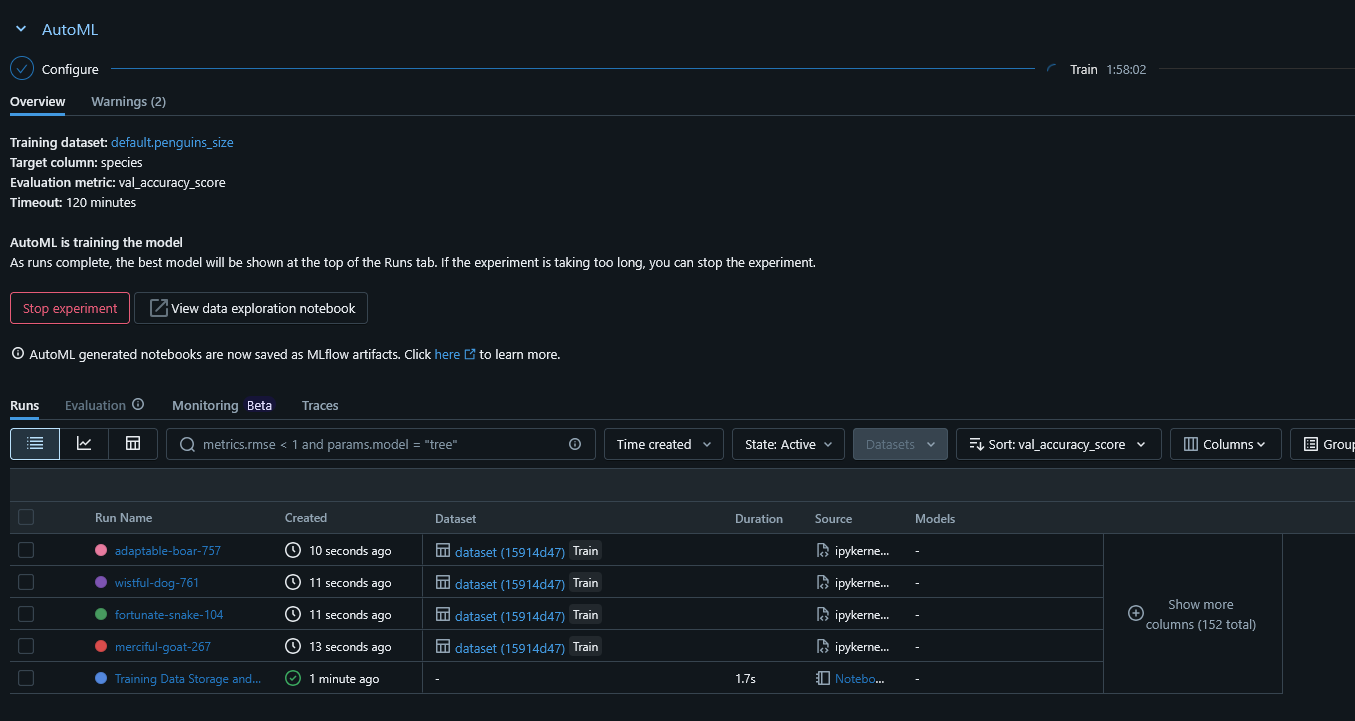 AutoML
Configure Train 1:58:02
Overview Warnings (2)
Training dataset: default.penguins_size
Target column: species
Evaluation metric: val_accuracy_score
Timeout: 120 minutes
AutoML is training the model
As runs complete, the best model will be shown at the top of the Runs tab. If the experiment is taking too long, you can stop the experiment.
Stop experiment View data exploration notebook
AutoML generated notebooks are now saved as MLflow artifacts. Click here to learn more.
Runs Evaluation Monitoring Beta Traces
metrics.rmse < 1 and params.model = "tree" Time created State: Active Datasets Sort: val_accuracy_score Columns Group
Run Name Created Dataset Duration Source Models
adaptable-boar-757 10 seconds ago dataset (15914d47) Train ipykerne... -
wistful-dog-761 11 seconds ago dataset (15914d47) Train ipykerne... -
fortunate-snake-104 11 seconds ago dataset (15914d47) Train ipykerne... -
merciful-goat-267 13 seconds ago dataset (15914d47) Train ipykerne... -
Training Data Storage and... 1 minute ago - 1.7s Notebo... -
Show more
columns (152 total)